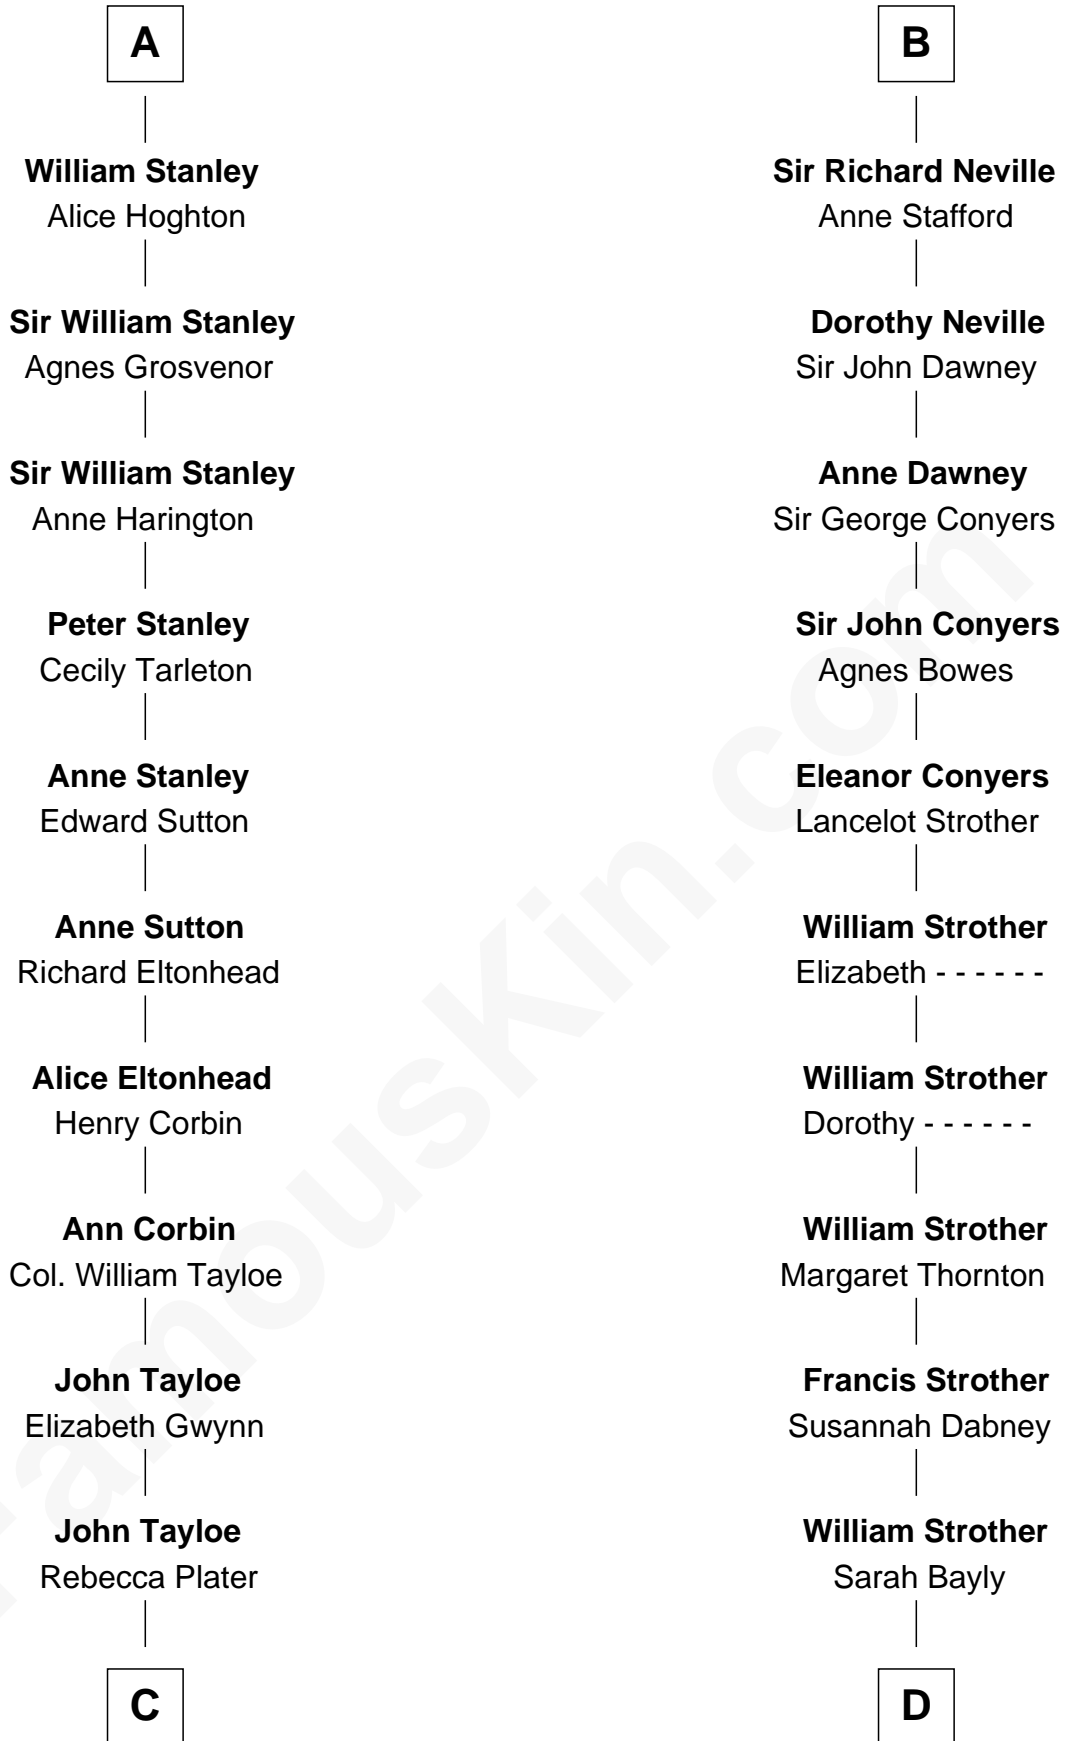 A
William Stanley
Alice Hoghton
Sir William Stanley
Agnes Grosvenor
Sir William Stanley
Anne Harington
Peter Stanley
Cecily Tarleton
Anne Stanley
Edward Sutton
Anne Sutton
Richard Eltonhead
Alice Eltonhead
Henry Corbin
Ann Corbin
Col. William Tayloe
John Tayloe
Elizabeth Gwynn
John Tayloe
Rebecca Plater
C
B
Sir Richard Neville
Anne Stafford
Dorothy Neville
Sir John Dawney
Anne Dawney
Sir George Conyers
Sir John Conyers
Agnes Bowes
Eleanor Conyers
Lancelot Strother
William Strother
Elizabeth - - - - - -
William Strother
Dorothy - - - - - -
William Strother
Margaret Thornton
Francis Strother
Susannah Dabney
William Strother
Sarah Bayly
D
FamousKin.com